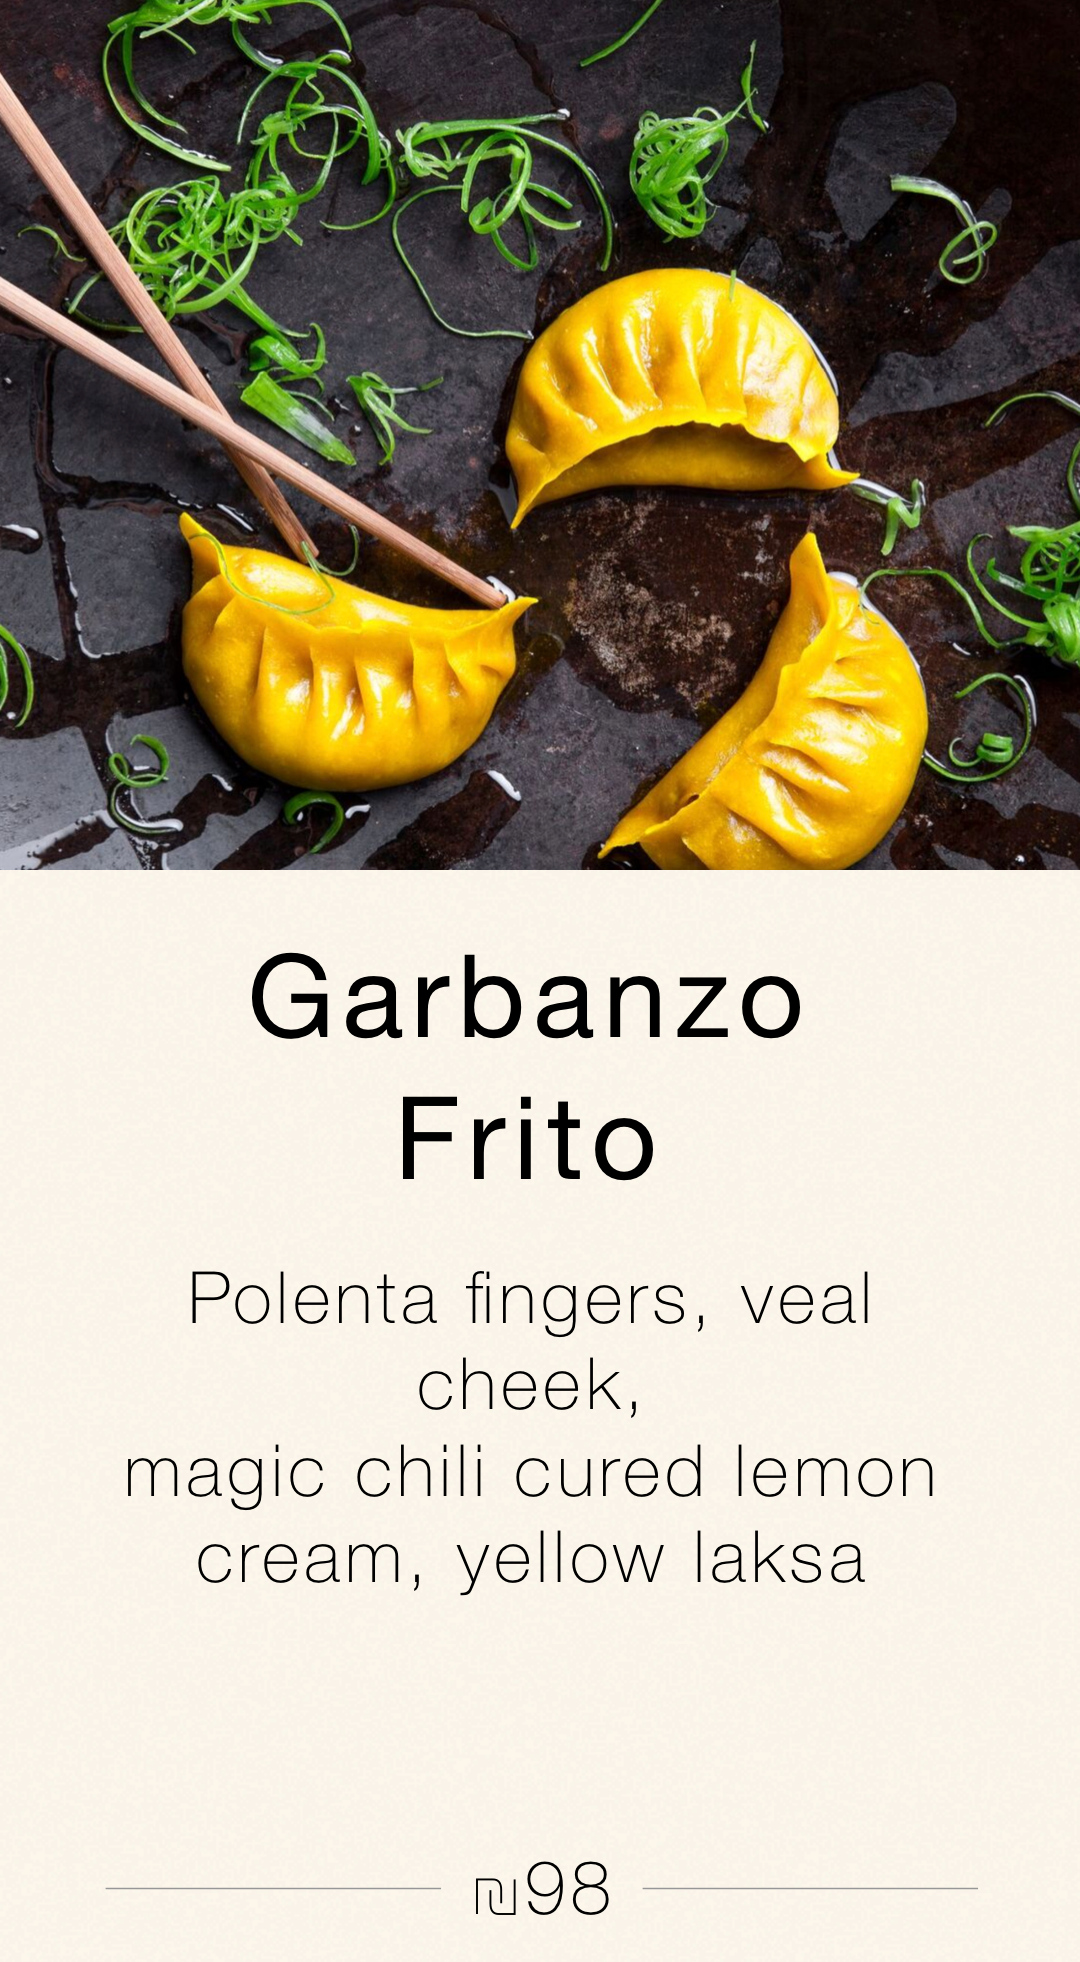 Garbanzo
Frito
Polenta fingers, veal
cheek,
magic chili cured lemon
cream, yellow laksa
₪98